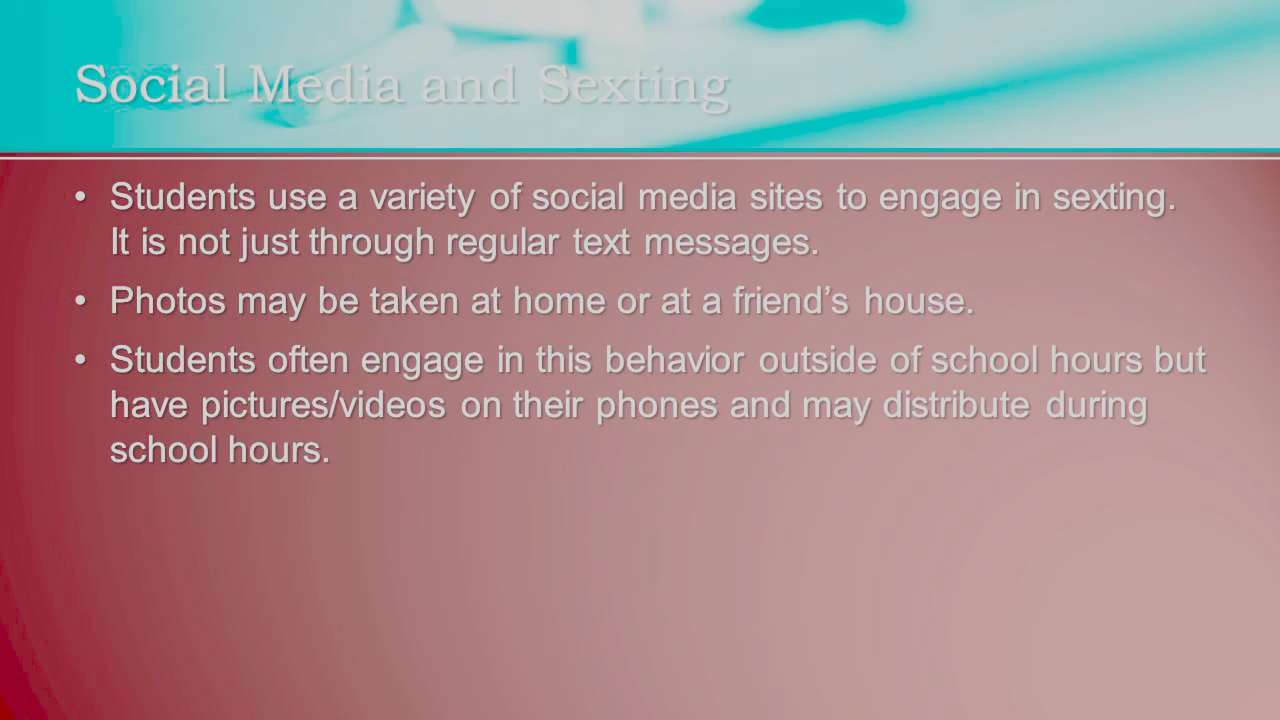 Social Media and Sexting
• Students use a variety of social media sites to engage in sexting.
It is not just through regular text messages.
• Photos may be taken at home or at a friend’s house.
• Students often engage in this behavior outside of school hours but
have pictures/videos on their phones and may distribute during
school hours.